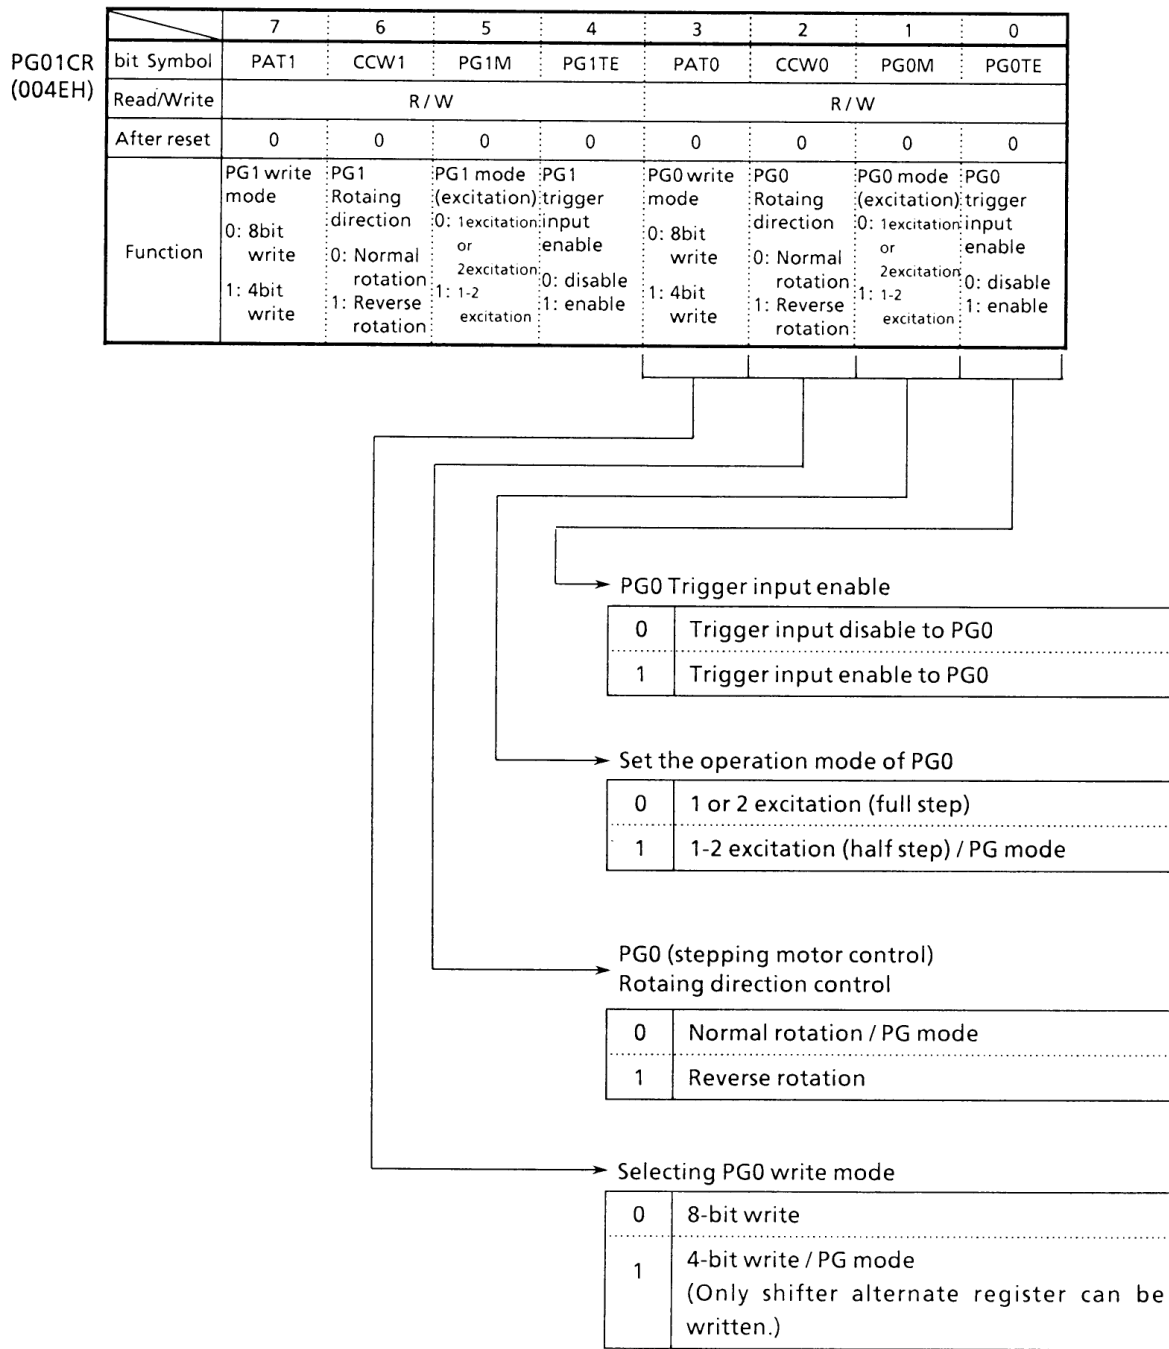 7 6 5 4 3 2 1 0
PG01CR
(004EH)
bit Symbol PAT1 CCW1 PG1M PG1TE PAT0 CCW0 PG0M PG0TE
Read/Write R / W R / W
After reset 0 0 0 0 0 0 0 0
Function
PG1 write
mode
0: 8bit
write
1: 4bit
write
PG1
Rotaing
direction
0: Normal
rotation
1: Reverse
rotation
PG1 mode
(excitation)
0: 1excitation
or
2excitation
1: 1-2
excitation
PG1
trigger
input
enable
0: disable
1: enable
PG0 write
mode
0: 8bit
write
1: 4bit
write
PG0
Rotaing
direction
0: Normal
rotation
1: Reverse
rotation
PG0 mode
(excitation)
0: 1excitation
or
2excitation
1: 1-2
excitation
PG0
trigger
input
enable
0: disable
1: enable
PG0 Trigger input enable
0 Trigger input disable to PG0
1 Trigger input enable to PG0
Set the operation mode of PG0
0 1 or 2 excitation (full step)
1 1-2 excitation (half step) / PG mode
PG0 (stepping motor control)
Rotaing direction control
0 Normal rotation / PG mode
1 Reverse rotation
Selecting PG0 write mode
0 8-bit write
1 4-bit write / PG mode
(Only shifter alternate register can be
written.)